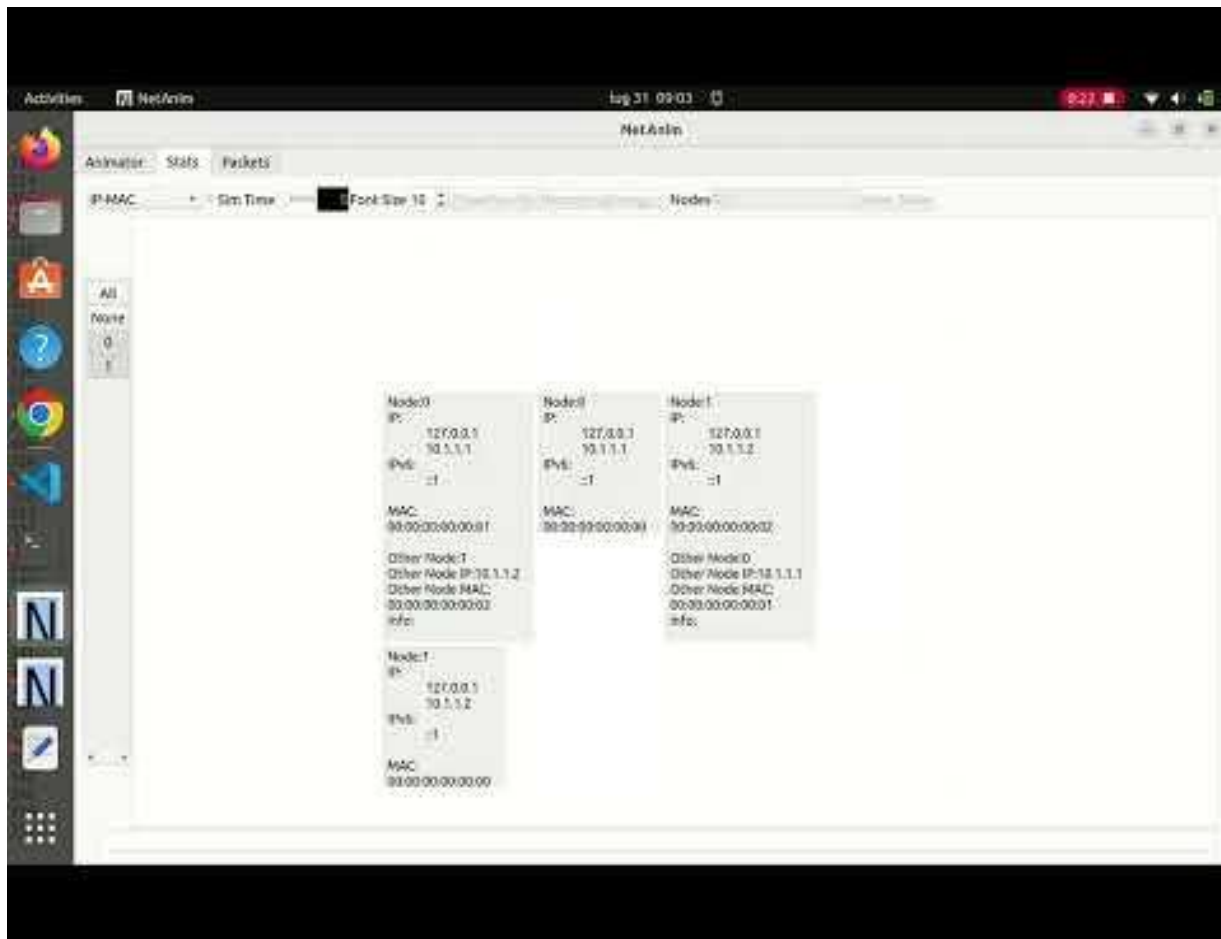 Activities NetAnim lug 31 09:03 8:23
NetAnim
Animator Stats Packets
IP-MAC Sim Time Font Size 10 Nodes
All
None
0
1
Node:0
IP:
127.0.0.1
10.1.1.1
IPv6:
::1
MAC:
00:00:00:00:00:01
Other Node:1
Other Node IP:10.1.1.2
Other Node MAC:
00:00:00:00:00:02
Info:
Node:0
IP:
127.0.0.1
10.1.1.1
IPv6:
::1
MAC:
00:00:00:00:00:00
Node:1
IP:
127.0.0.1
10.1.1.2
IPv6:
::1
MAC:
00:00:00:00:00:02
Other Node:0
Other Node IP:10.1.1.1
Other Node MAC:
00:00:00:00:00:01
Info:
Node:1
IP:
127.0.0.1
10.1.1.2
IPv6:
::1
MAC:
00:00:00:00:00:00